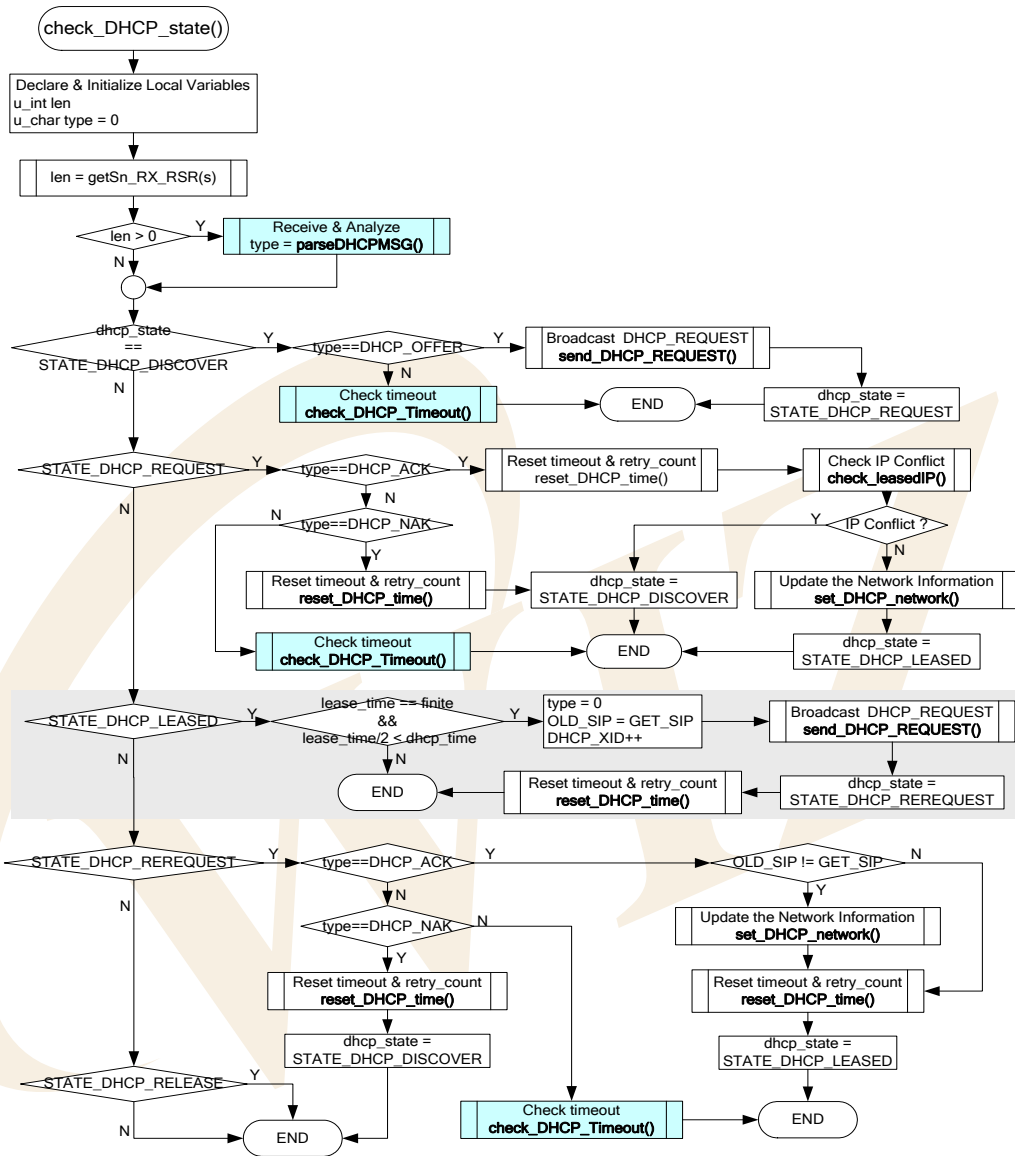 check_DHCP_state()
Declare & Initialize Local Variables
u_int len
u_char type = 0
len = getSn_RX_RSR(s)
len > 0
Y
Receive & Analyze
type = parseDHCPMSG()
N
dhcp_state
==
STATE_DHCP_DISCOVER
Y
type==DHCP_OFFER
Y
Broadcast DHCP_REQUEST
send_DHCP_REQUEST()
N
N
Check timeout
check_DHCP_Timeout()
END
dhcp_state =
STATE_DHCP_REQUEST
STATE_DHCP_REQUEST
Y
type==DHCP_ACK
Y
Reset timeout & retry_count
reset_DHCP_time()
Check IP Conflict
check_leasedIP()
N
N
N
type==DHCP_NAK
Y
IP Conflict ?
Y
N
Reset timeout & retry_count
reset_DHCP_time()
dhcp_state =
STATE_DHCP_DISCOVER
Update the Network Information
set_DHCP_network()
Check timeout
check_DHCP_Timeout()
END
dhcp_state =
STATE_DHCP_LEASED
STATE_DHCP_LEASED
Y
lease_time == finite
&&
lease_time/2 < dhcp_time
Y
type = 0
OLD_SIP = GET_SIP
DHCP_XID++
Broadcast DHCP_REQUEST
send_DHCP_REQUEST()
N
N
END
Reset timeout & retry_count
reset_DHCP_time()
dhcp_state =
STATE_DHCP_REREQUEST
STATE_DHCP_REREQUEST
Y
type==DHCP_ACK
Y
OLD_SIP != GET_SIP
N
N
N
Y
type==DHCP_NAK
N
Update the Network Information
set_DHCP_network()
Y
Reset timeout & retry_count
reset_DHCP_time()
Reset timeout & retry_count
reset_DHCP_time()
dhcp_state =
STATE_DHCP_DISCOVER
dhcp_state =
STATE_DHCP_LEASED
STATE_DHCP_RELEASE
Y
N
END
Check timeout
check_DHCP_Timeout()
END